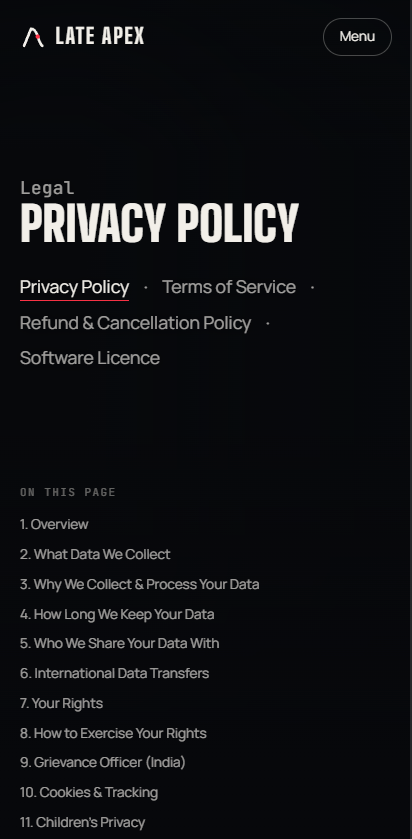 LATE APEX
Menu
Legal
PRIVACY POLICY
Privacy Policy · Terms of Service ·
Refund & Cancellation Policy ·
Software Licence
ON THIS PAGE
1. Overview
2. What Data We Collect
3. Why We Collect & Process Your Data
4. How Long We Keep Your Data
5. Who We Share Your Data With
6. International Data Transfers
7. Your Rights
8. How to Exercise Your Rights
9. Grievance Officer (India)
10. Cookies & Tracking
11. Children's Privacy